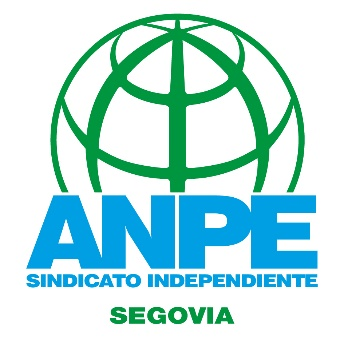 ANPE
SINDICATO INDEPENDIENTE
SEGOVIA